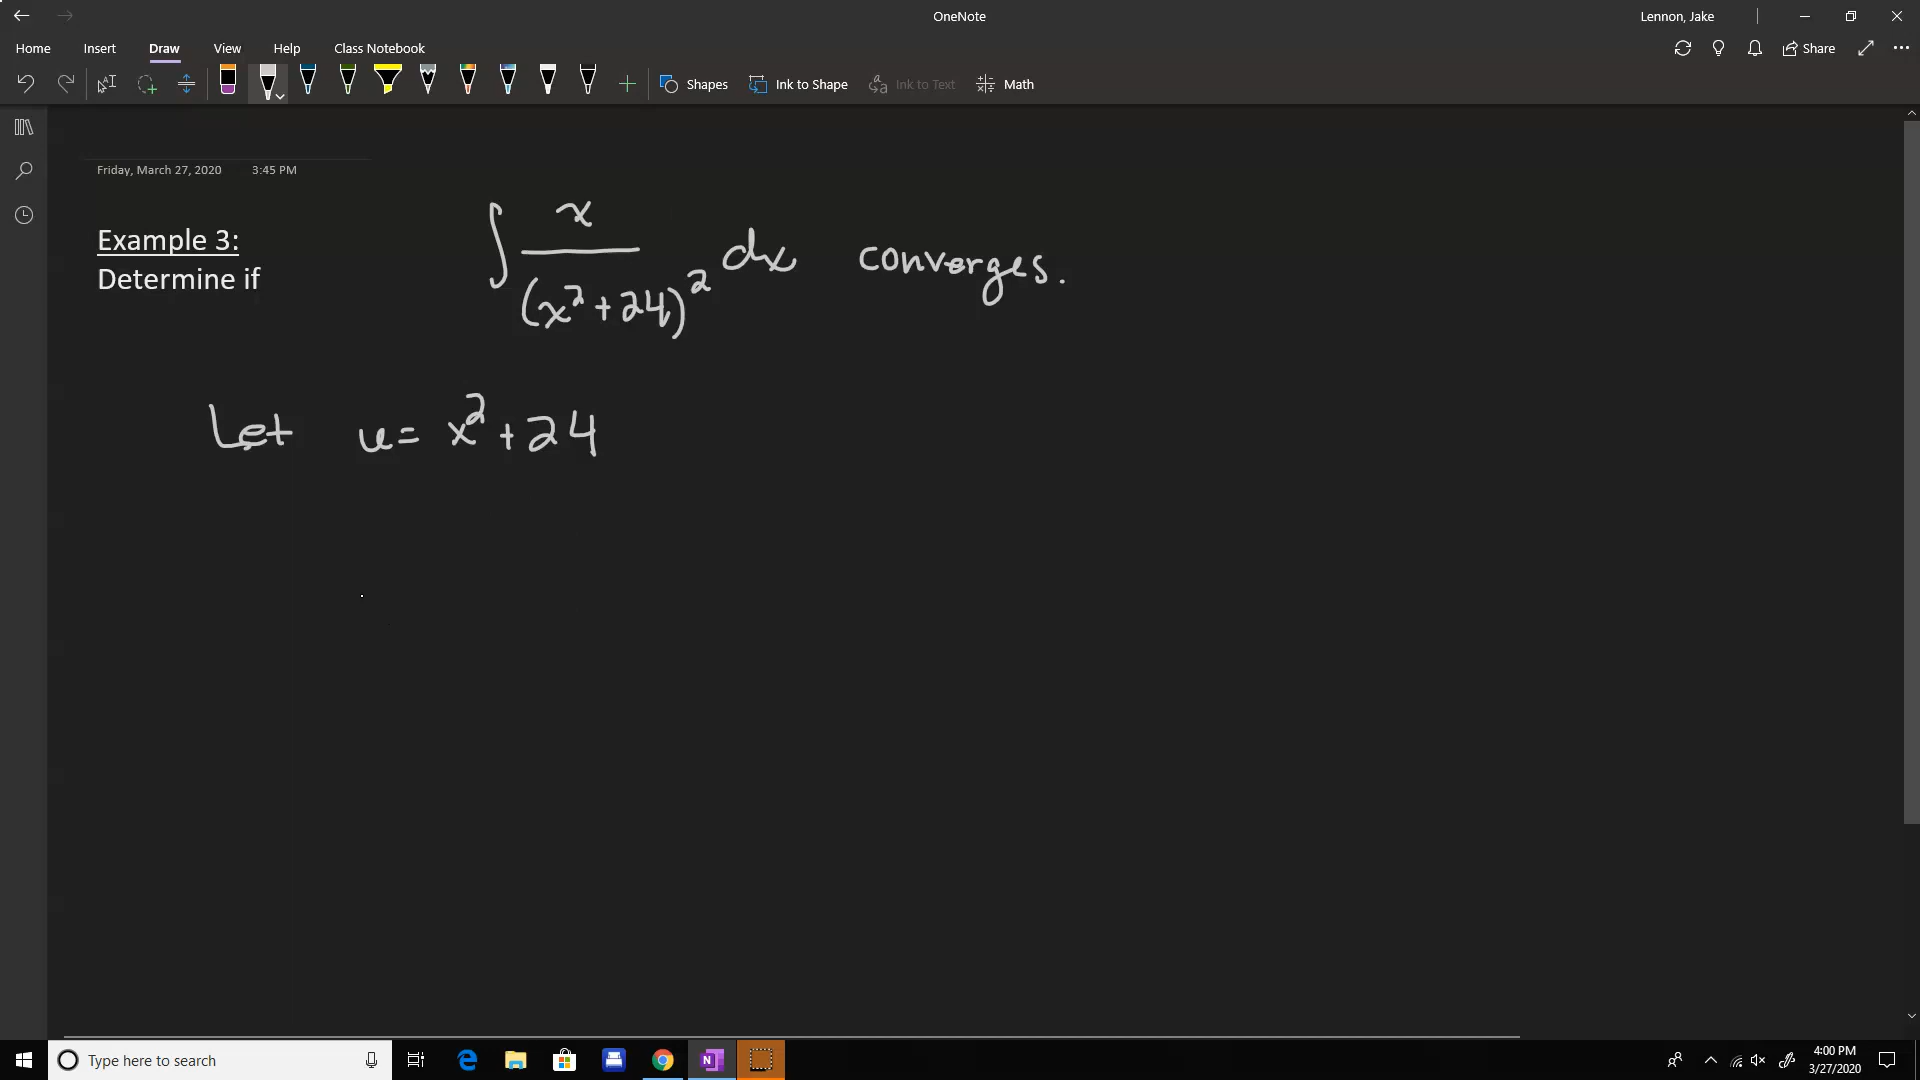 OneNote
Lennon, Jake
Home Insert Draw View Help Class Notebook
Share
Shapes Ink to Shape Ink to Text Math
Friday, March 27, 2020 3:45 PM
Example 3:
Determine if
∫ x/(x²+24)² dx converges.
Let u = x² + 24
Type here to search
4:00 PM
3/27/2020